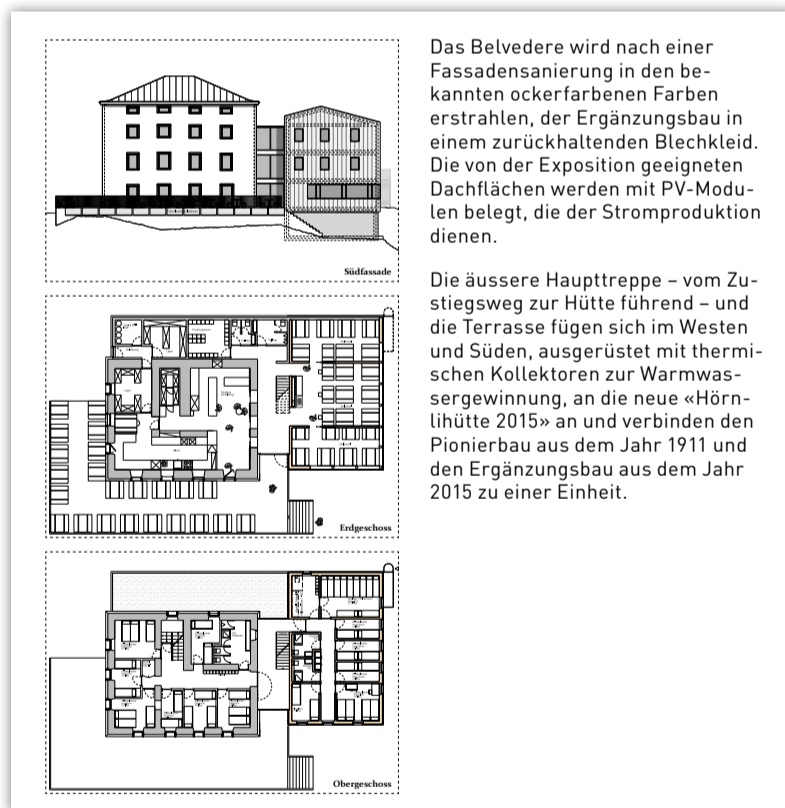 Südfassade
Erdgeschoss
Obergeschoss
Das Belvedere wird nach einer
Fassadensanierung in den be-
kannten ockerfarbenen Farben
erstrahlen, der Ergänzungsbau in
einem zurückhaltenden Blechkleid.
Die von der Exposition geeigneten
Dachflächen werden mit PV-Modu-
len belegt, die der Stromproduktion
dienen.
Die äussere Haupttreppe – vom Zu-
stiegsweg zur Hütte führend – und
die Terrasse fügen sich im Westen
und Süden, ausgerüstet mit thermi-
schen Kollektoren zur Warmwas-
sergewinnung, an die neue «Hörn-
lihütte 2015» an und verbinden den
Pionierbau aus dem Jahr 1911 und
den Ergänzungsbau aus dem Jahr
2015 zu einer Einheit.